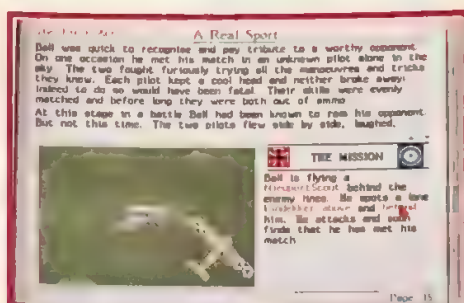 A Real Sport
Ball was quick to recognise and pay tribute to a worthy opponent.
On one occasion he met his match in an unknown pilot alone in the
sky. The two fought furiously trying all the manoeuvres and tricks
they knew. Each pilot kept a cool head and neither broke away:
indeed to do so would have been fatal. Their skills were evenly
matched and before long they were both out of ammo
At this stage in a battle Ball had been known to ram his opponent.
But not this time. The two pilots flew side by side, laughed.
THE MISSION
Ball is flying a
Nieuport Scout behind the
enemy lines. He spots a lone
above and behind
him. He attacks and soon
finds that he has met his
match
Page 15